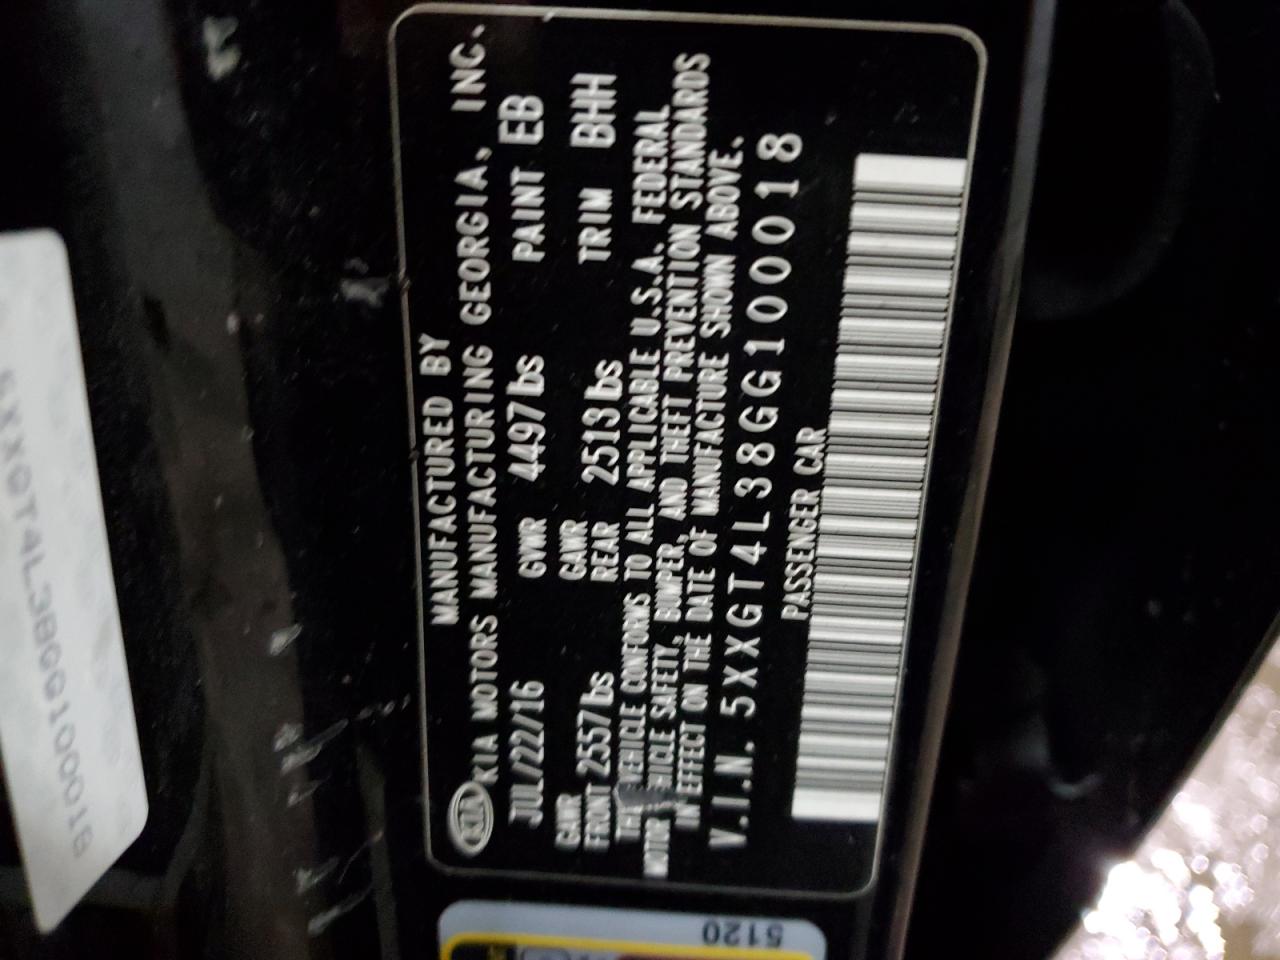 MANUFACTURED BY
KIA KIA MOTORS MANUFACTURING GEORGIA, INC.
JUL/22/16 GVWR 4497lbs PAINT EB
GAWR FRONT 2557lbs GAWR REAR 2513lbs TRIM BHH
THIS VEHICLE CONFORMS TO ALL APPLICABLE U.S.A. FEDERAL
MOTOR VEHICLE SAFETY, BUMPER, AND THEFT PREVENTION STANDARDS
IN EFFECT ON THE DATE OF MANUFACTURE SHOWN ABOVE.
V.I.N. 5XXGT4L38GG100018
PASSENGER CAR
5XXGT4L38GG100018
5120